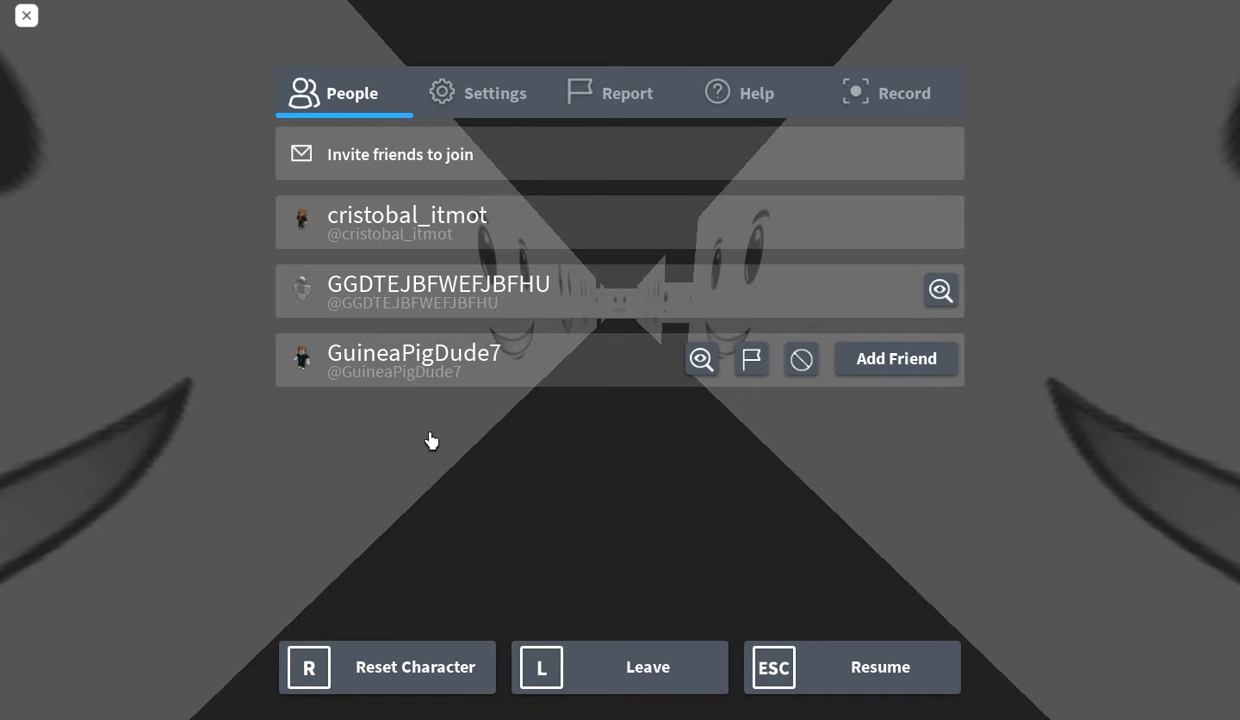 People
Settings
Report
Help
Record
Invite friends to join
cristobal_itmot
@cristobal_itmot
GGDTEJBFWEFJBFHU
@GGDTEJBFWEFJBFHU
GuineaPigDude7
@GuineaPigDude7
Add Friend
R Reset Character
L Leave
ESC Resume